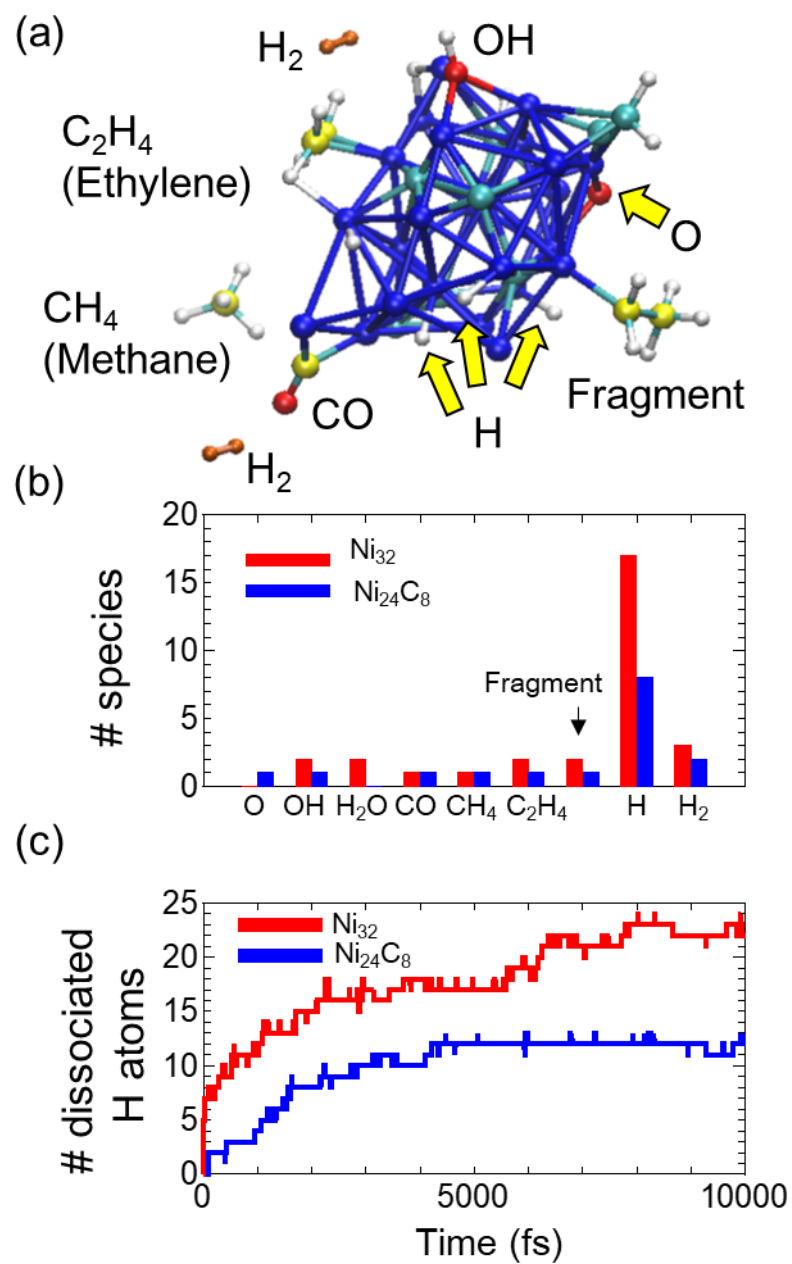 (a)
H₂
OH
C₂H₄
(Ethylene)
O
CH₄
(Methane)
Fragment
CO
H
H₂
(b)
20
15
10
5
0
# species
Ni₃₂
Ni₂₄C₈
Fragment
O OH H₂O CO CH₄ C₂H₄ H H₂
(c)
25
20
15
10
5
0
# dissociated
H atoms
Ni₃₂
Ni₂₄C₈
0 5000 10000
Time (fs)